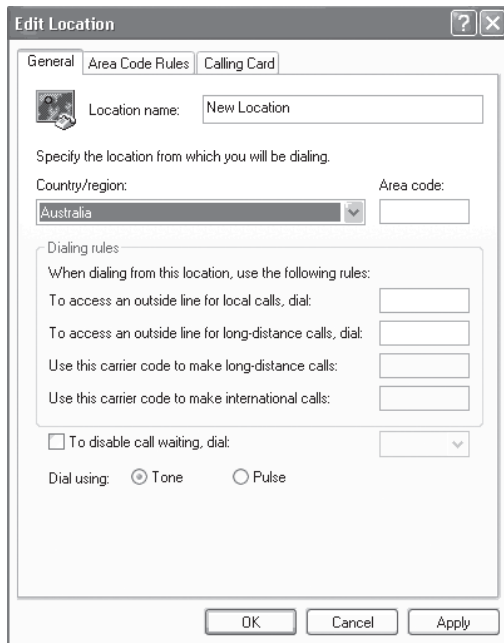 Edit Location
General
Area Code Rules
Calling Card
Location name:
New Location
Specify the location from which you will be dialing.
Country/region:
Area code:
Australia
Dialing rules
When dialing from this location, use the following rules:
To access an outside line for local calls, dial:
To access an outside line for long-distance calls, dial:
Use this carrier code to make long-distance calls:
Use this carrier code to make international calls:
To disable call waiting, dial:
Dial using:
Tone
Pulse
OK
Cancel
Apply